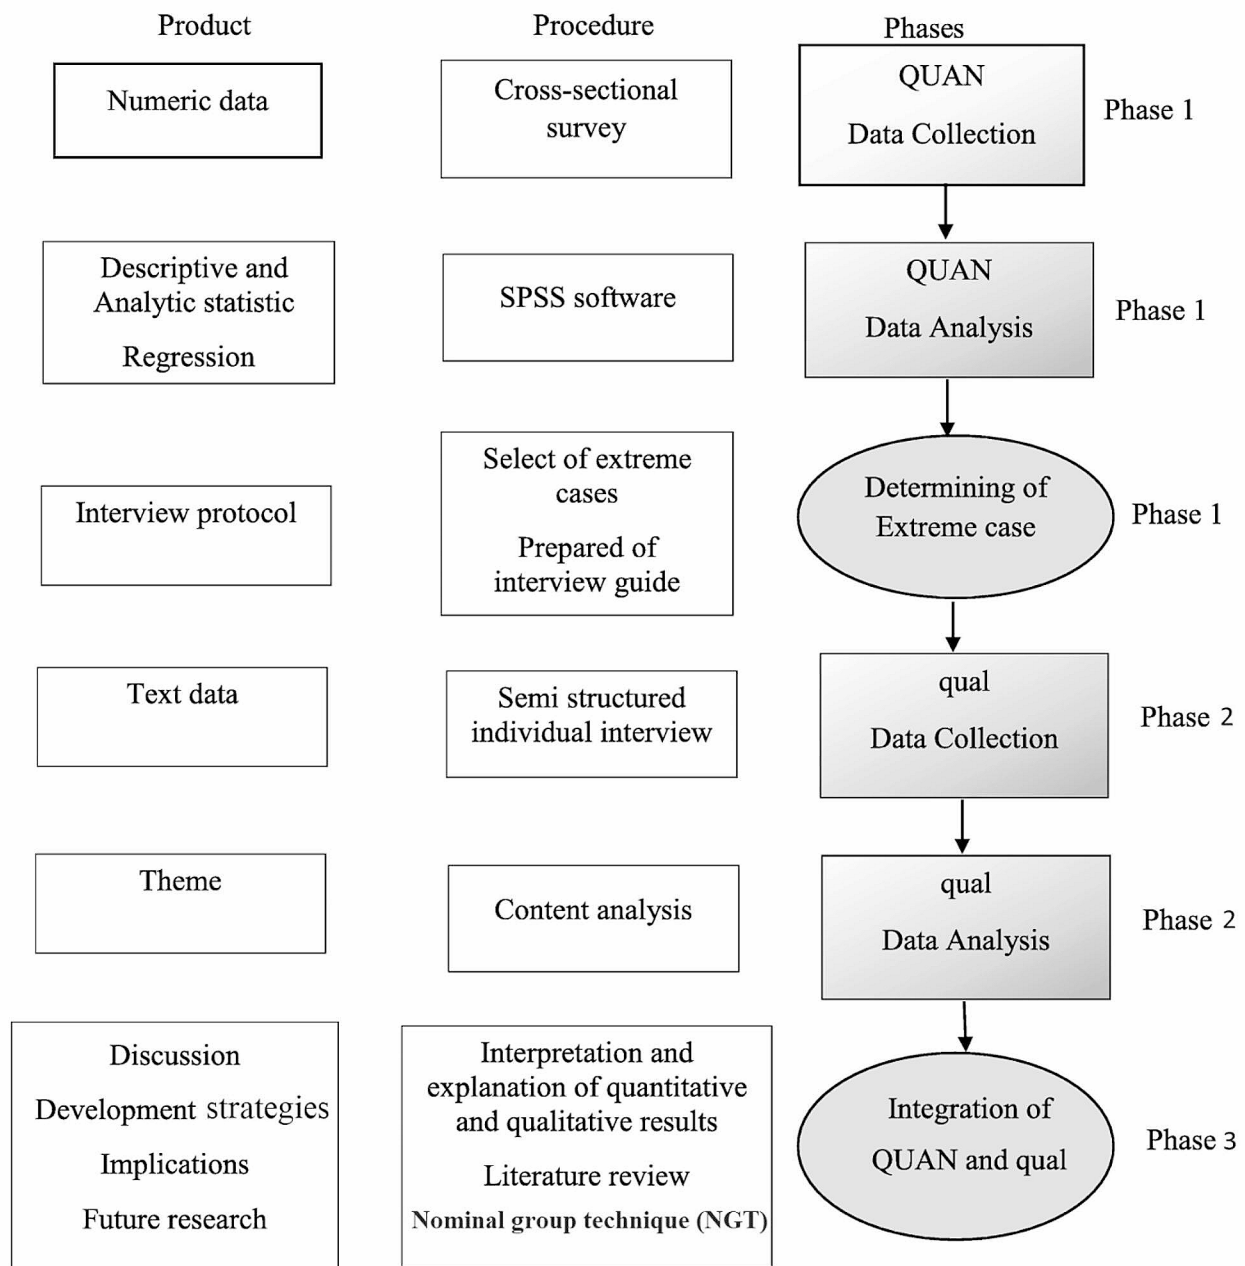 Product
Procedure
Phases
Numeric data
Cross-sectional
survey
QUAN
Data Collection
Phase 1
Descriptive and
Analytic statistic
Regression
SPSS software
QUAN
Data Analysis
Phase 1
Interview protocol
Select of extreme
cases
Prepared of
interview guide
Determining of
Extreme case
Phase 1
Text data
Semi structured
individual interview
qual
Data Collection
Phase 2
Theme
Content analysis
qual
Data Analysis
Phase 2
Discussion
Development strategies
Implications
Future research
Interpretation and
explanation of quantitative
and qualitative results
Literature review
Nominal group technique (NGT)
Integration of
QUAN and qual
Phase 3